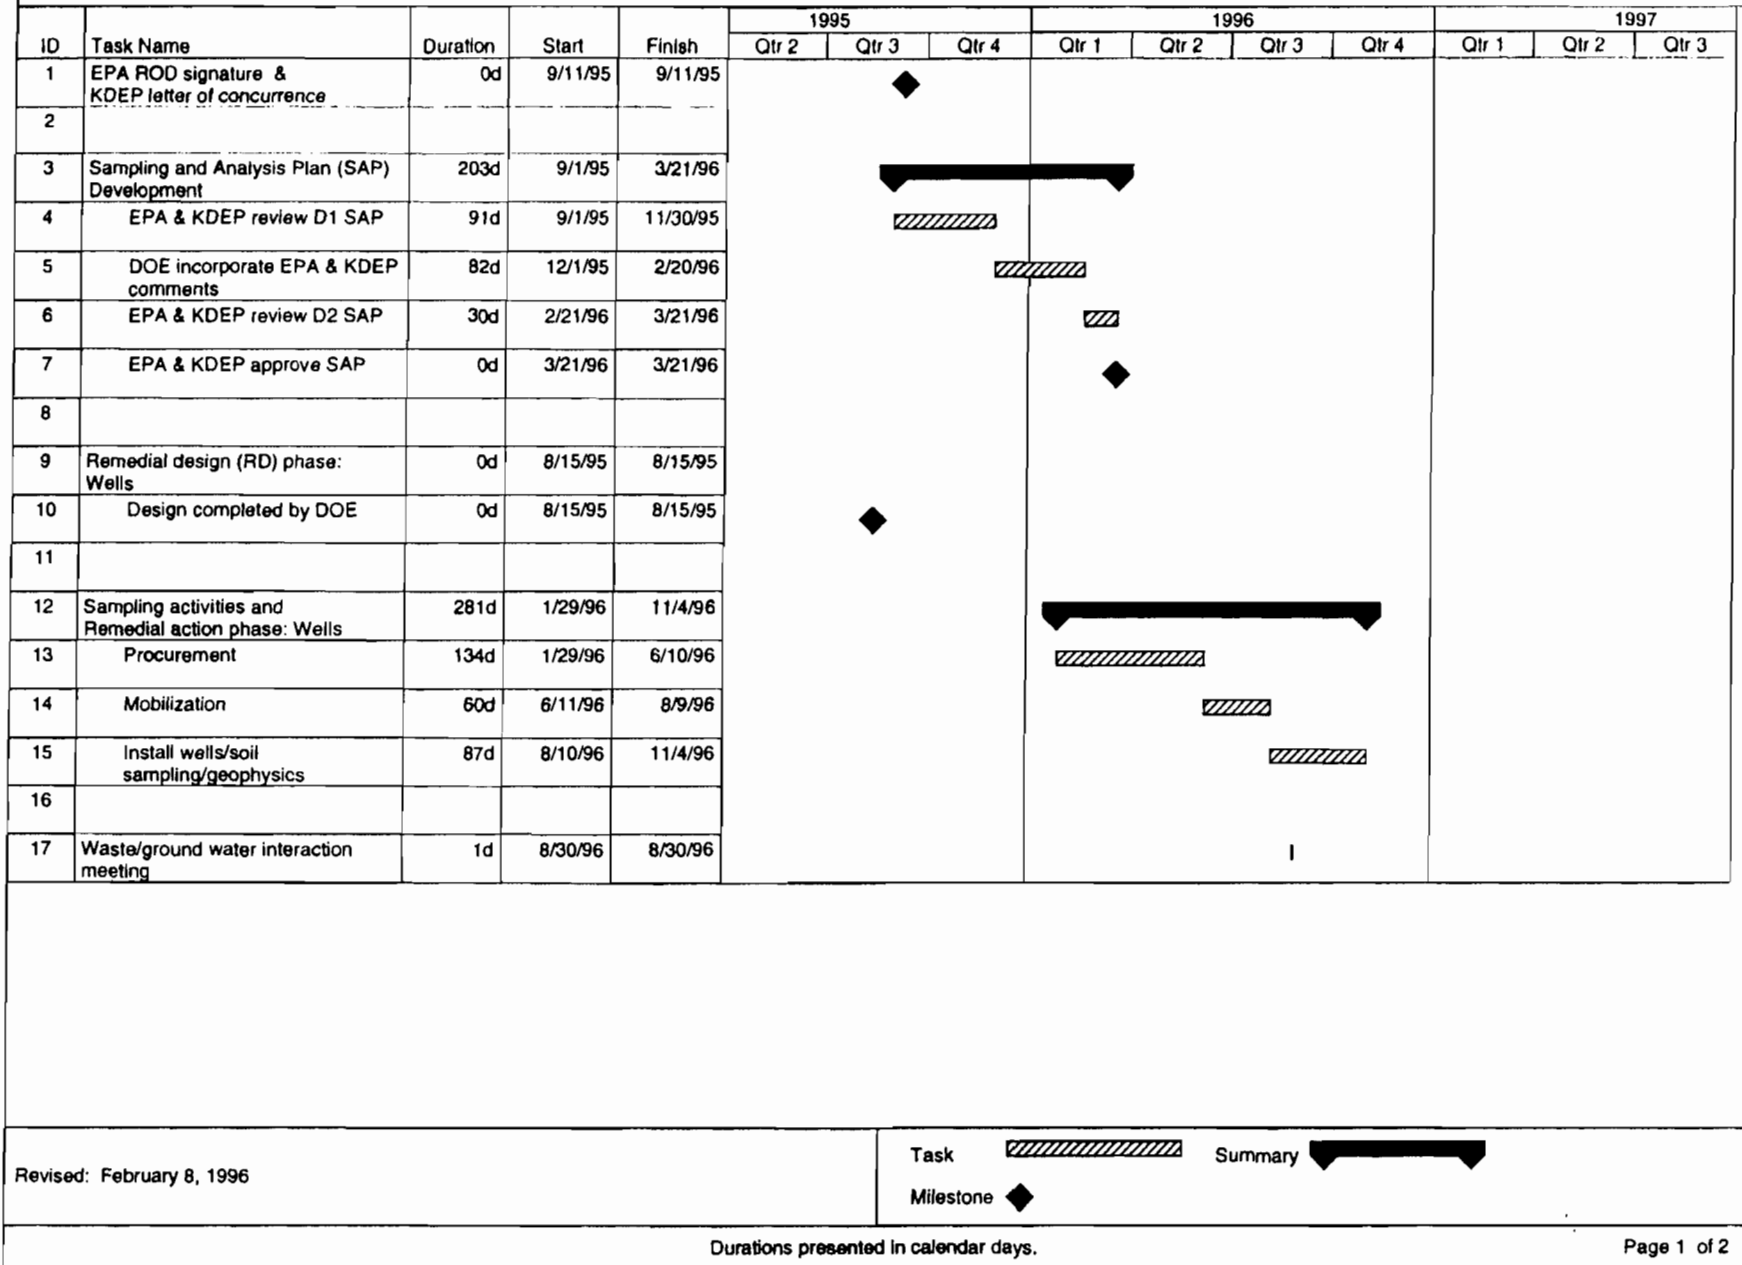 1995 1996 1997
ID Task Name Duration Start Finish Qtr 2 Qtr 3 Qtr 4 Qtr 1 Qtr 2 Qtr 3 Qtr 4 Qtr 1 Qtr 2 Qtr 3
1 EPA ROD signature & 0d 9/11/95 9/11/95
KDEP letter of concurrence
2
3 Sampling and Analysis Plan (SAP) 203d 9/1/95 3/21/96
Development
4 EPA & KDEP review D1 SAP 91d 9/1/95 11/30/95
5 DOE incorporate EPA & KDEP 82d 12/1/95 2/20/96
comments
6 EPA & KDEP review D2 SAP 30d 2/21/96 3/21/96
7 EPA & KDEP approve SAP 0d 3/21/96 3/21/96
8
9 Remedial design (RD) phase: 0d 8/15/95 8/15/95
Wells
10 Design completed by DOE 0d 8/15/95 8/15/95
11
12 Sampling activities and 281d 1/29/96 11/4/96
Remedial action phase: Wells
13 Procurement 134d 1/29/96 6/10/96
14 Mobilization 60d 6/11/96 8/9/96
15 Install wells/soil 87d 8/10/96 11/4/96
sampling/geophysics
16
17 Waste/ground water interaction 1d 8/30/96 8/30/96
meeting
Task Summary
Revised: February 8, 1996
Milestone
Durations presented in calendar days. Page 1 of 2